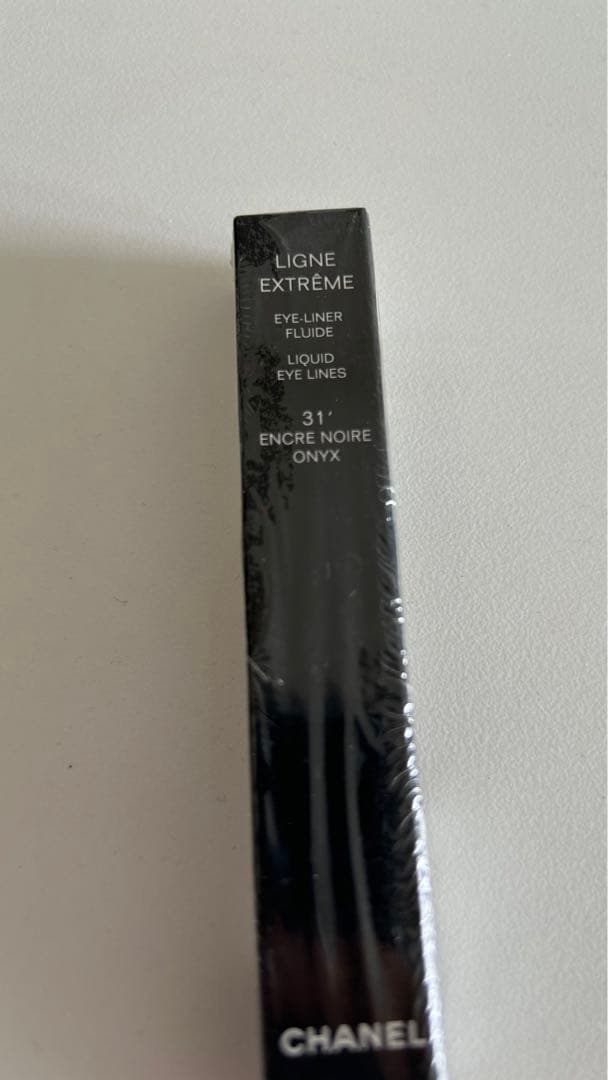 LIGNE
EXTRÊME
EYE-LINER
FLUIDE
LIQUID
EYE LINES
31'
ENCRE NOIRE
ONYX
CHANEL